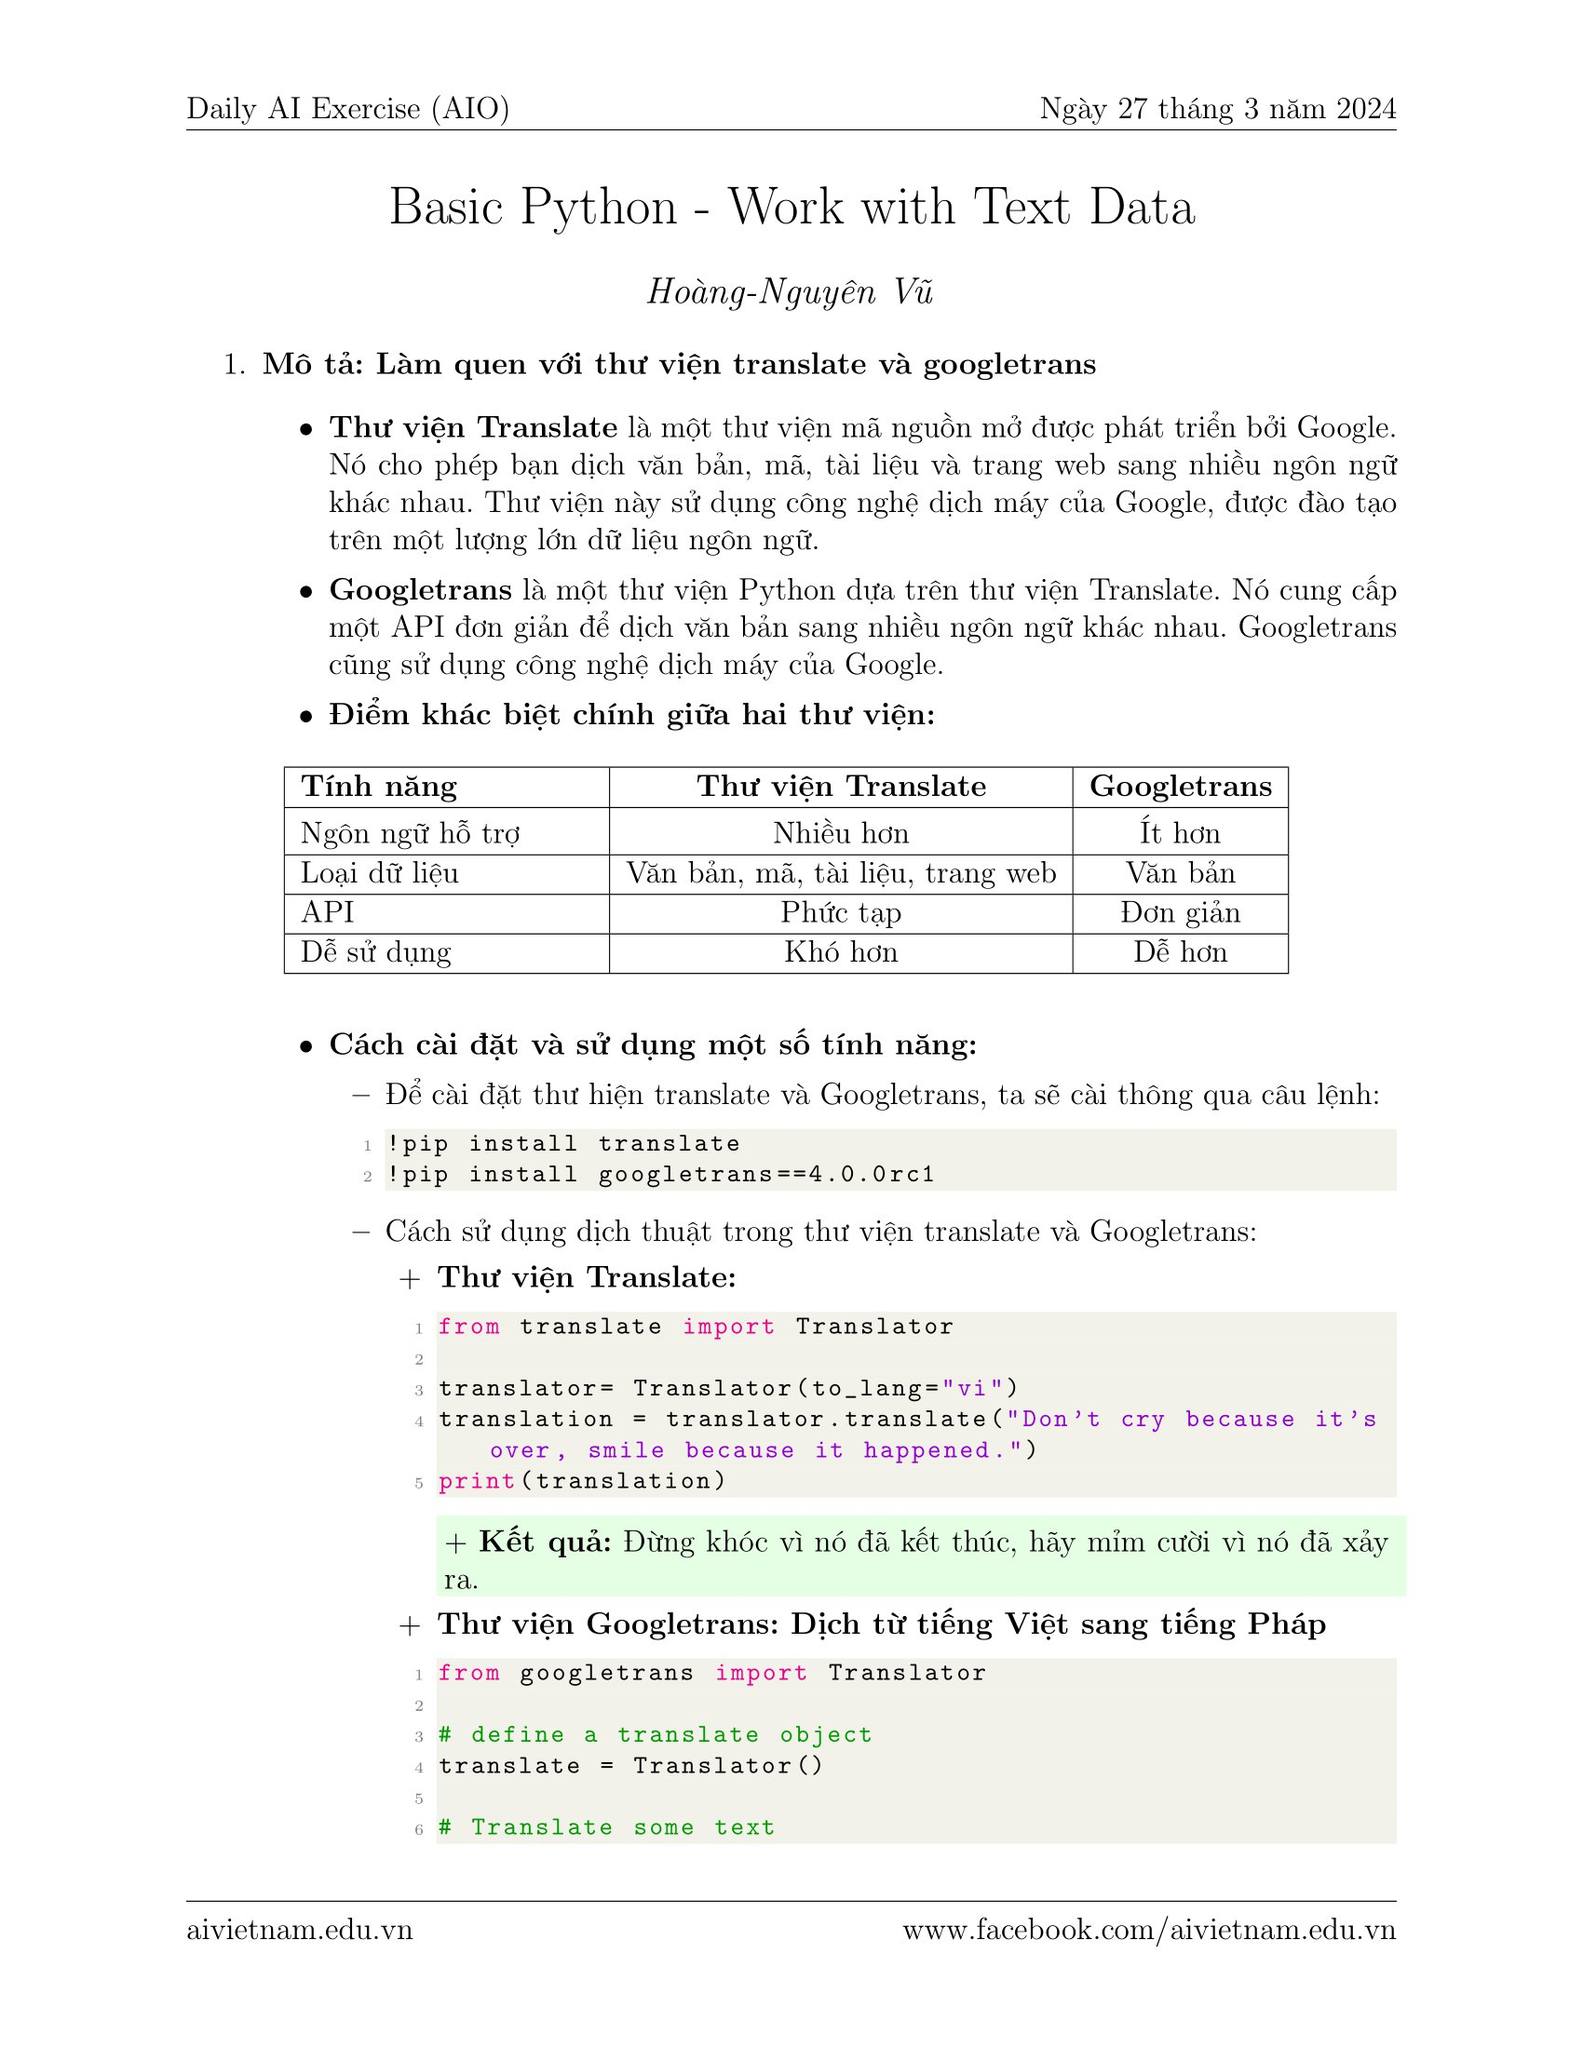 Daily AI Exercise (AIO) Ngày 27 tháng 3 năm 2024
Basic Python - Work with Text Data
Hoàng-Nguyên Vũ
1. Mô tả: Làm quen với thư viện translate và googletrans
• Thư viện Translate là một thư viện mã nguồn mở được phát triển bởi Google.
Nó cho phép bạn dịch văn bản, mã, tài liệu và trang web sang nhiều ngôn ngữ
khác nhau. Thư viện này sử dụng công nghệ dịch máy của Google, được đào tạo
trên một lượng lớn dữ liệu ngôn ngữ.
• Googletrans là một thư viện Python dựa trên thư viện Translate. Nó cung cấp
một API đơn giản để dịch văn bản sang nhiều ngôn ngữ khác nhau. Googletrans
cũng sử dụng công nghệ dịch máy của Google.
• Điểm khác biệt chính giữa hai thư viện:
Tính năng Thư viện Translate Googletrans
Ngôn ngữ hỗ trợ Nhiều hơn Ít hơn
Loại dữ liệu Văn bản, mã, tài liệu, trang web Văn bản
API Phức tạp Đơn giản
Dễ sử dụng Khó hơn Dễ hơn
• Cách cài đặt và sử dụng một số tính năng:
– Để cài đặt thư hiện translate và Googletrans, ta sẽ cài thông qua câu lệnh:
1 !pip install translate
2 !pip install googletrans==4.0.0rc1
– Cách sử dụng dịch thuật trong thư viện translate và Googletrans:
+ Thư viện Translate:
1 from translate import Translator
2
3 translator= Translator(to_lang="vi")
4 translation = translator.translate("Don't cry because it's
over, smile because it happened.")
5 print(translation)
+ Kết quả: Đừng khóc vì nó đã kết thúc, hãy mỉm cười vì nó đã xảy
ra.
+ Thư viện Googletrans: Dịch từ tiếng Việt sang tiếng Pháp
1 from googletrans import Translator
2
3 # define a translate object
4 translate = Translator()
5
6 # Translate some text
aivietnam.edu.vn www.facebook.com/aivietnam.edu.vn